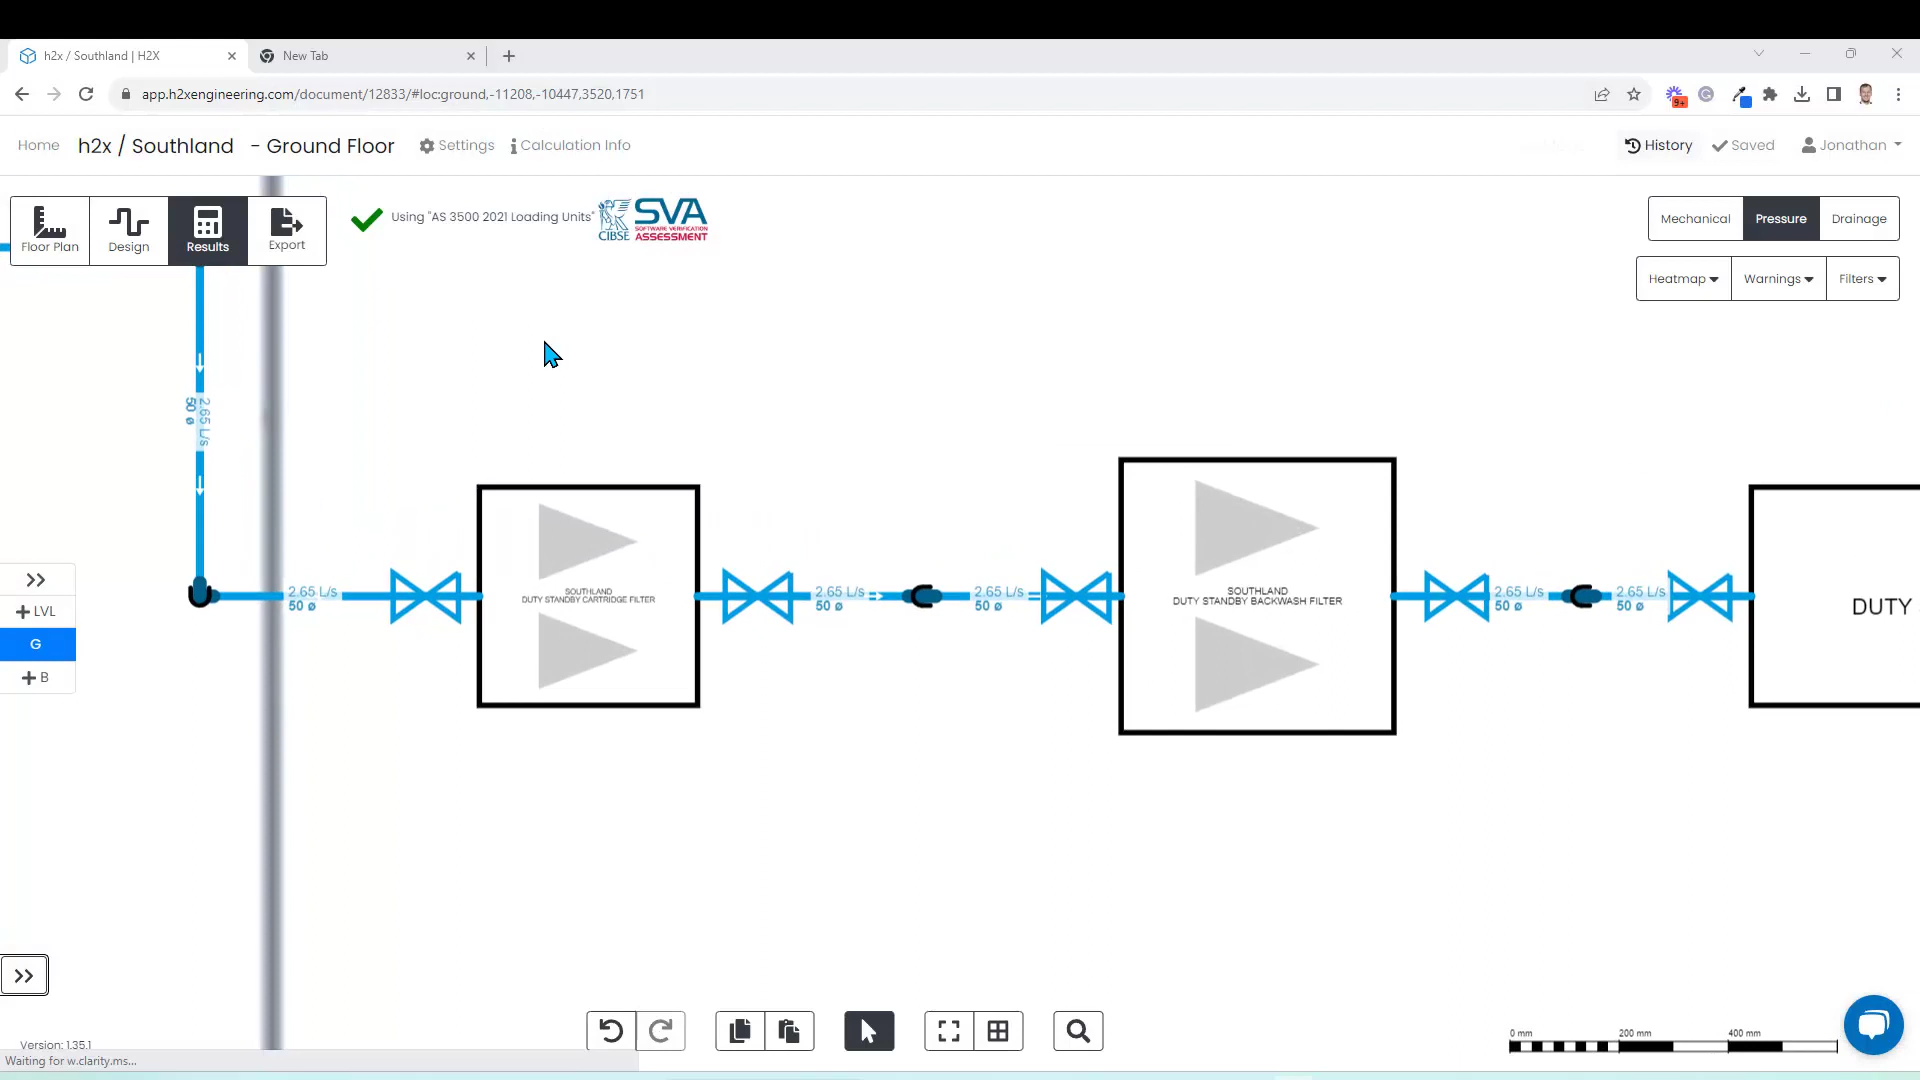 h2x / Southland | H2X
New Tab
app.h2xengineering.com/document/12833/#loc:ground,-11208,-10447,3520,1751
9+
Home
h2x / Southland - Ground Floor
Settings
Calculation Info
History
Saved
Jonathan
Floor Plan
Design
Results
Export
Using "AS 3500 2021 Loading Units"
CIBSE
SVA
SOFTWARE VERIFICATION
ASSESSMENT
Mechanical
Pressure
Drainage
Heatmap
Warnings
Filters
2.65 L/s
50 ø
2.65 L/s
50 ø
SOUTHLAND
DUTY STANDBY CARTRIDGE FILTER
2.65 L/s
50 ø
2.65 L/s
50 ø
SOUTHLAND
DUTY STANDBY BACKWASH FILTER
2.65 L/s
50 ø
2.65 L/s
50 ø
DUTY
LVL
G
B
Version: 1.35.1
Waiting for w.clarity.ms...
0 mm
200 mm
400 mm